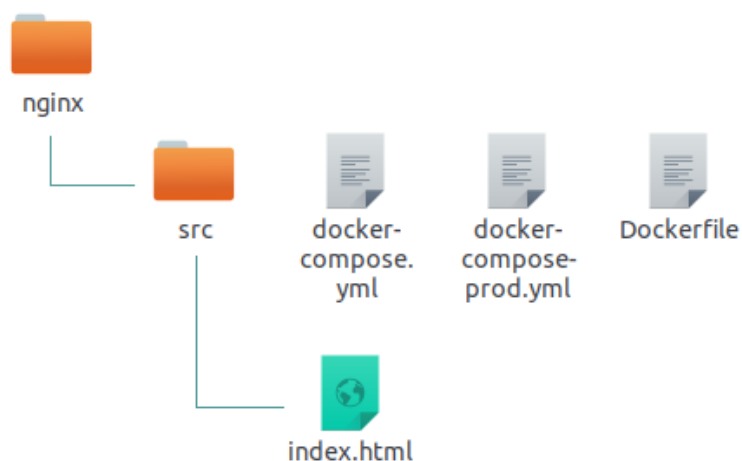 nginx
src
docker-
compose.
yml
docker-
compose-
prod.yml
Dockerfile
index.html